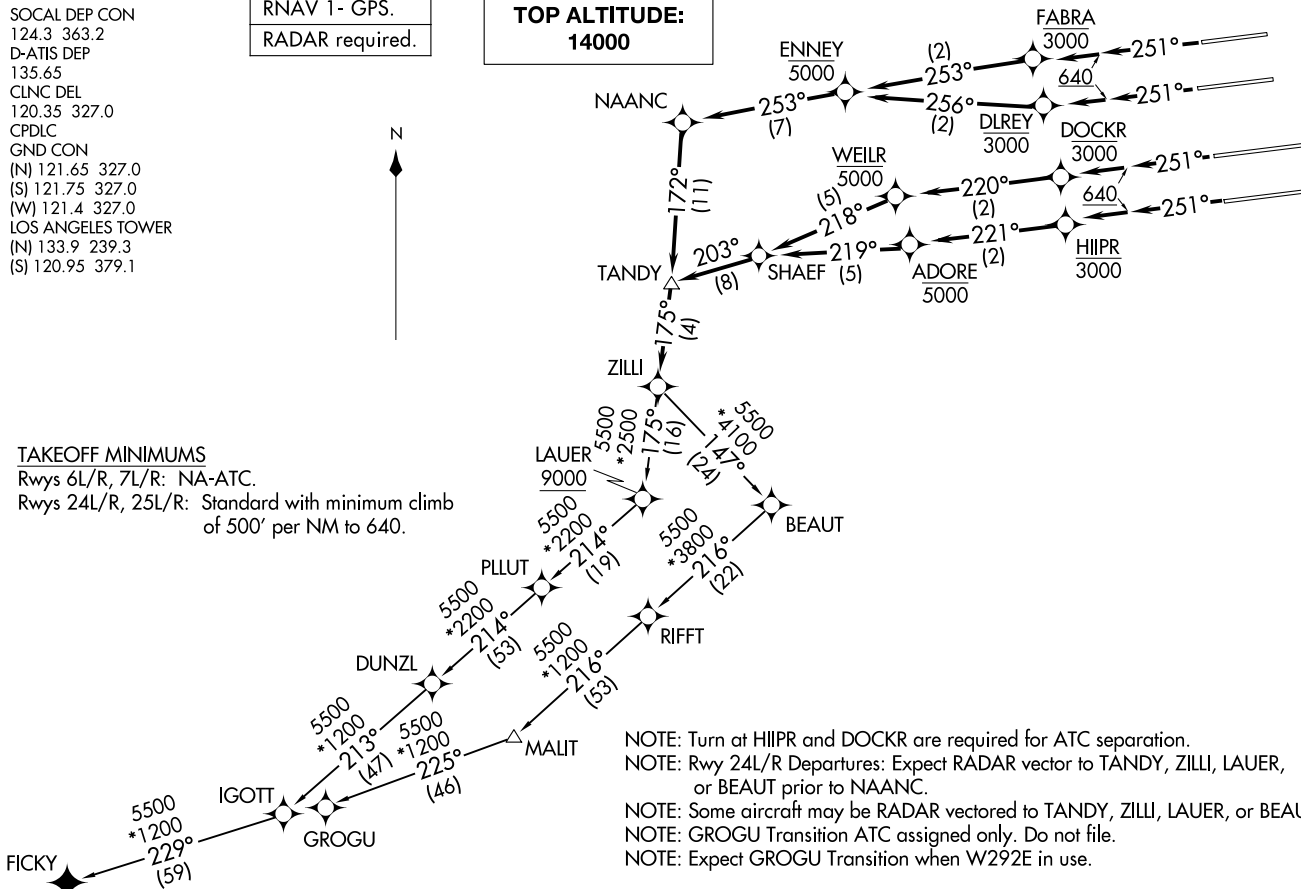 SOCAL DEP CON
124.3 363.2
D-ATIS DEP
135.65
CLNC DEL
120.35 327.0
CPDLC
GND CON
(N) 121.65 327.0
(S) 121.75 327.0
(W) 121.4 327.0
LOS ANGELES TOWER
(N) 133.9 239.3
(S) 120.95 379.1
RNAV 1- GPS.
RADAR required.
TOP ALTITUDE:
14000
N
FABRA
3000
251°
640
251°
(2)
253°
ENNEY
5000
256°
(2)
DLREY
3000
NAANC
253°
(7)
DOCKR
3000
251°
640
251°
WEILR
5000
220°
(2)
HIIPR
3000
221°
(2)
(5)
218°
ADORE
5000
219°
(5)
SHAEF
172°
(11)
203°
(8)
TANDY
175°
(4)
ZILLI
5500
*2500
175°
(16)
5500
*4100
147°
(24)
LAUER
9000
BEAUT
TAKEOFF MINIMUMS
Rwys 6L/R, 7L/R: NA-ATC.
Rwys 24L/R, 25L/R: Standard with minimum climb
of 500' per NM to 640.
5500
*2200
214°
(19)
5500
*3800
216°
(22)
PLLUT
RIFFT
5500
*2200
214°
(53)
5500
*1200
216°
(53)
DUNZL
MALIT
5500
*1200
213°
(47)
5500
*1200
225°
(46)
IGOTT
GROGU
5500
*1200
229°
(59)
FICKY
NOTE: Turn at HIIPR and DOCKR are required for ATC separation.
NOTE: Rwy 24L/R Departures: Expect RADAR vector to TANDY, ZILLI, LAUER,
or BEAUT prior to NAANC.
NOTE: Some aircraft may be RADAR vectored to TANDY, ZILLI, LAUER, or BEAU
NOTE: GROGU Transition ATC assigned only. Do not file.
NOTE: Expect GROGU Transition when W292E in use.